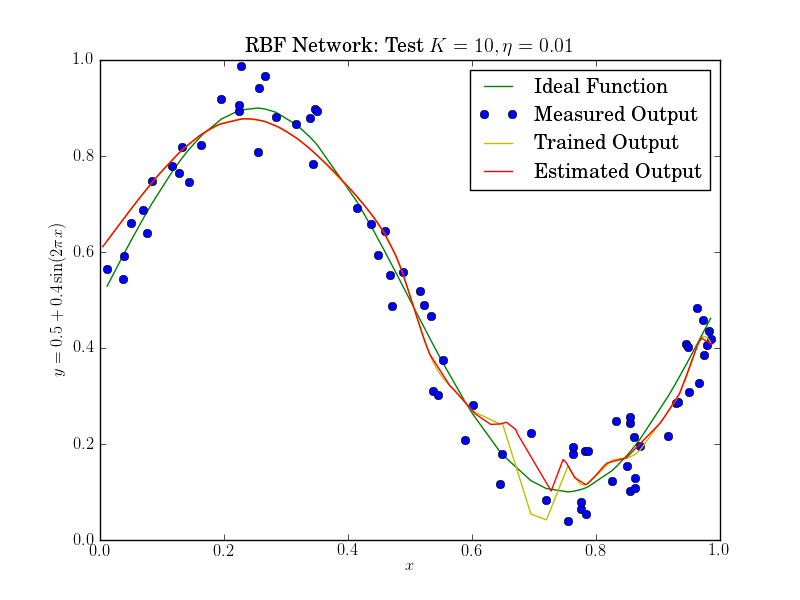 RBF Network: Test K = 10, η = 0.01
Ideal Function
Measured Output
Trained Output
Estimated Output
y = 0.5 + 0.4 sin(2πx)
1.0
0.8
0.6
0.4
0.2
0.0
0.0 0.2 0.4 0.6 0.8 1.0
x